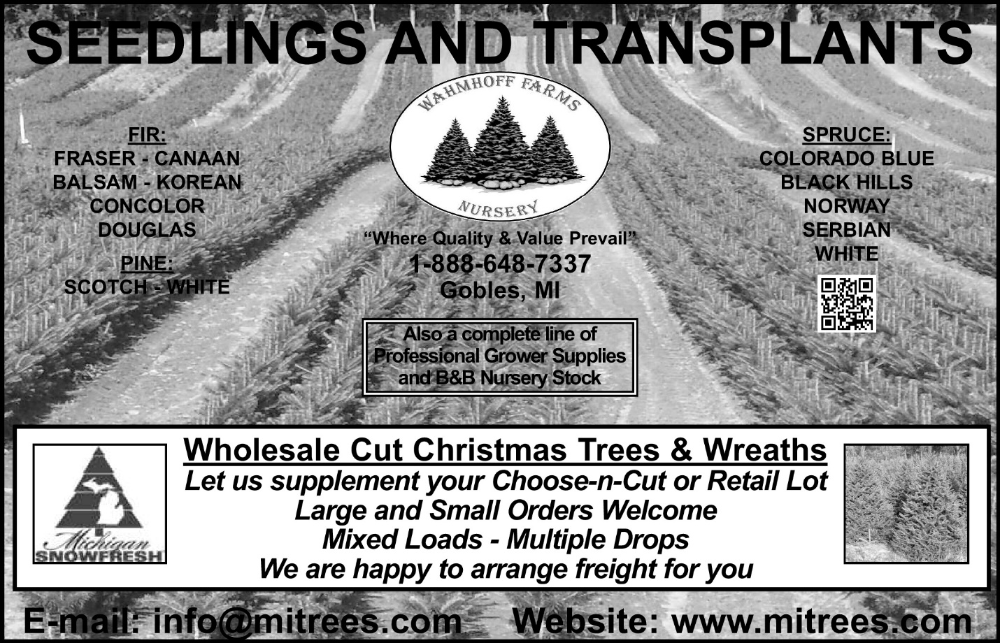 SEEDLINGS AND TRANSPLANTS
WAHMHOFF FARMS
NURSERY
FIR:
FRASER - CANAAN
BALSAM - KOREAN
CONCOLOR
DOUGLAS
PINE:
SCOTCH - WHITE
“Where Quality & Value Prevail”
1-888-648-7337
Gobles, MI
Also a complete line of
Professional Grower Supplies
and B&B Nursery Stock
SPRUCE:
COLORADO BLUE
BLACK HILLS
NORWAY
SERBIAN
WHITE
Wholesale Cut Christmas Trees & Wreaths
Let us supplement your Choose-n-Cut or Retail Lot
Large and Small Orders Welcome
Mixed Loads - Multiple Drops
We are happy to arrange freight for you
Michigan
SNOWFRESH
E-mail: info@mitrees.com Website: www.mitrees.com